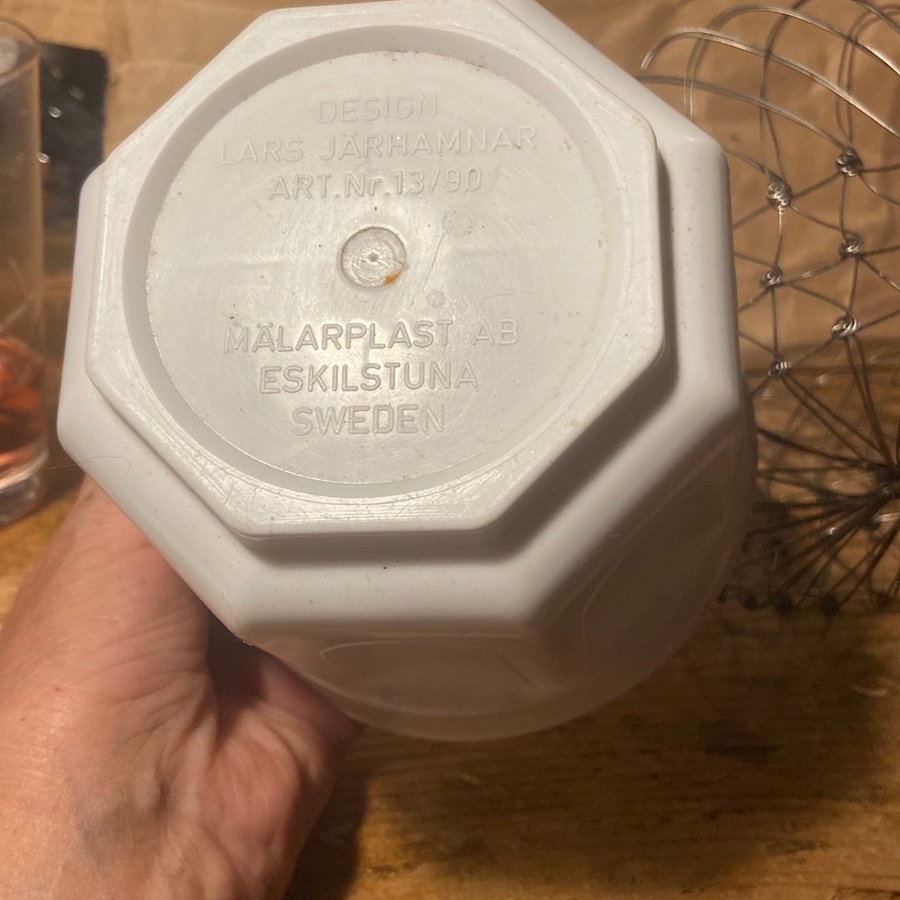 DESIGN
LARS JÄRHAMNAR
ART.Nr.13/90
MÄLARPLAST AB
ESKILSTUNA
SWEDEN